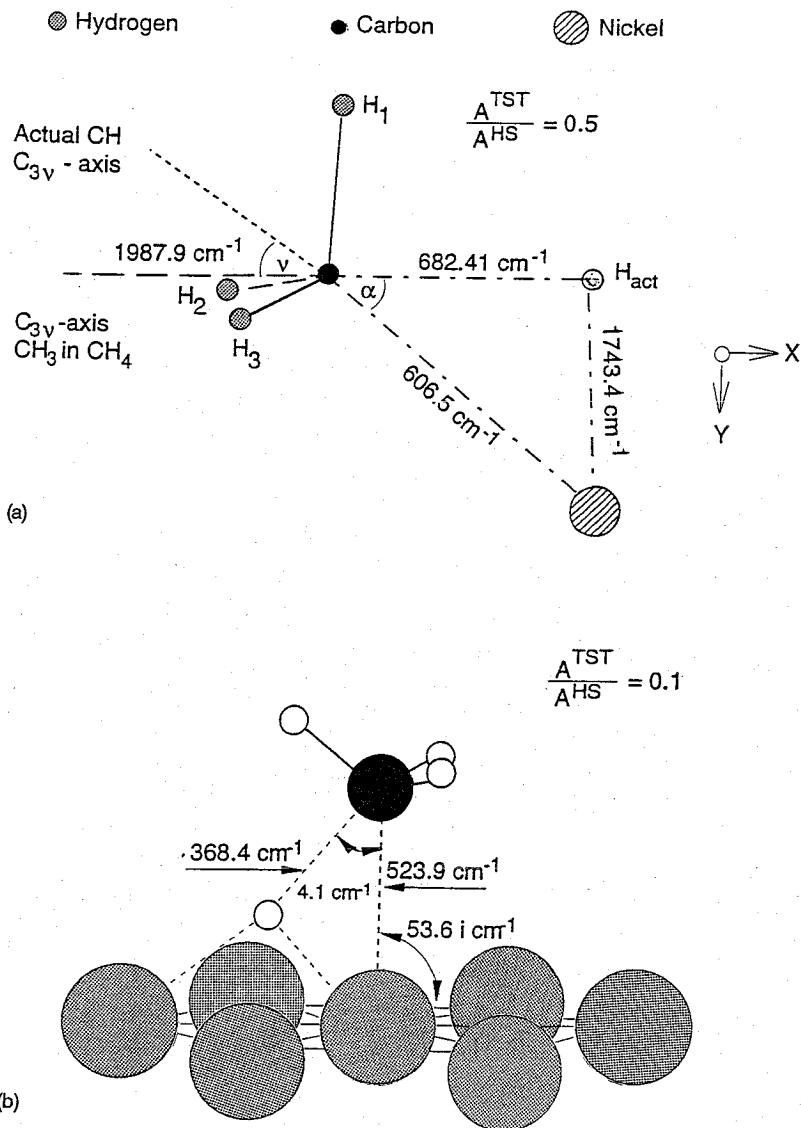 Hydrogen Carbon Nickel
H₁
A^TST / A^HS = 0.5
Actual CH
C₃ᵥ - axis
1987.9 cm⁻¹
ν
682.41 cm⁻¹
H_act
H₂
α
C₃ᵥ-axis
CH₃ in CH₄
H₃
606.5 cm⁻¹
1743.4 cm⁻¹
X
Y
(a)
A^TST / A^HS = 0.1
368.4 cm⁻¹
523.9 cm⁻¹
4.1 cm⁻¹
53.6 i cm⁻¹
(b)